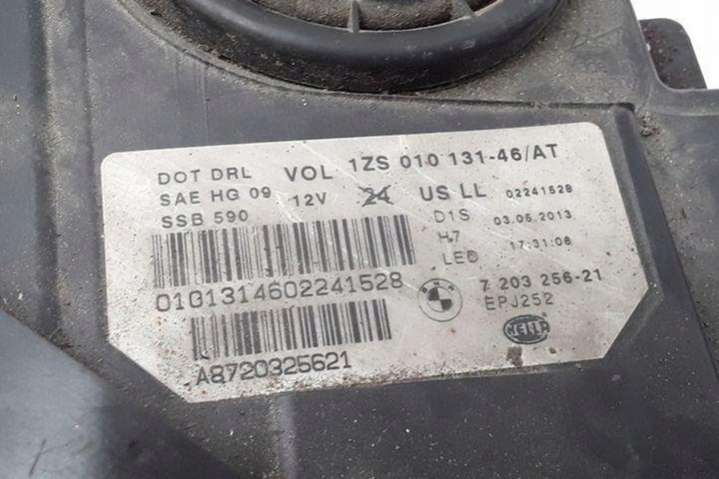 DOT DRL VOL 1ZS 010 131-46/AT
SAE HG 09 12V 24 US LL 02241528
SSB 590 D1S 03.05.2013
H7 17:31:06
LED
0101314602241528
BMW 7 203 256-21
EPJ252
HELLA
A8720325621